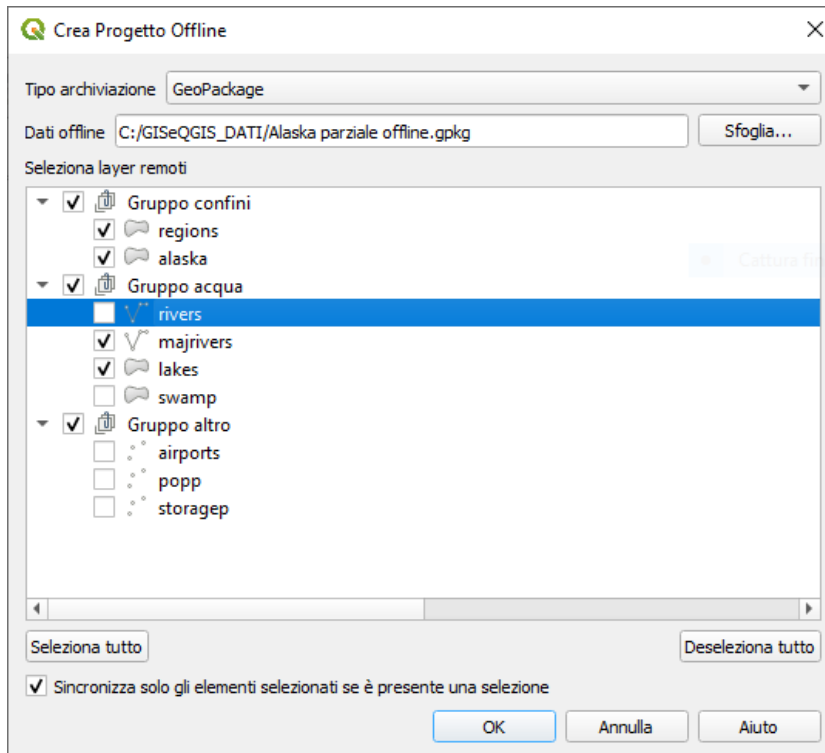 Crea Progetto Offline
Tipo archiviazione GeoPackage
Dati offline C:/GISeQGIS_DATI/Alaska parziale offline.gpkg Sfoglia...
Seleziona layer remoti
Gruppo confini
regions
alaska
Cattura fin
Gruppo acqua
rivers
majrivers
lakes
swamp
Gruppo altro
airports
popp
storagep
Seleziona tutto Deseleziona tutto
Sincronizza solo gli elementi selezionati se è presente una selezione
OK Annulla Aiuto